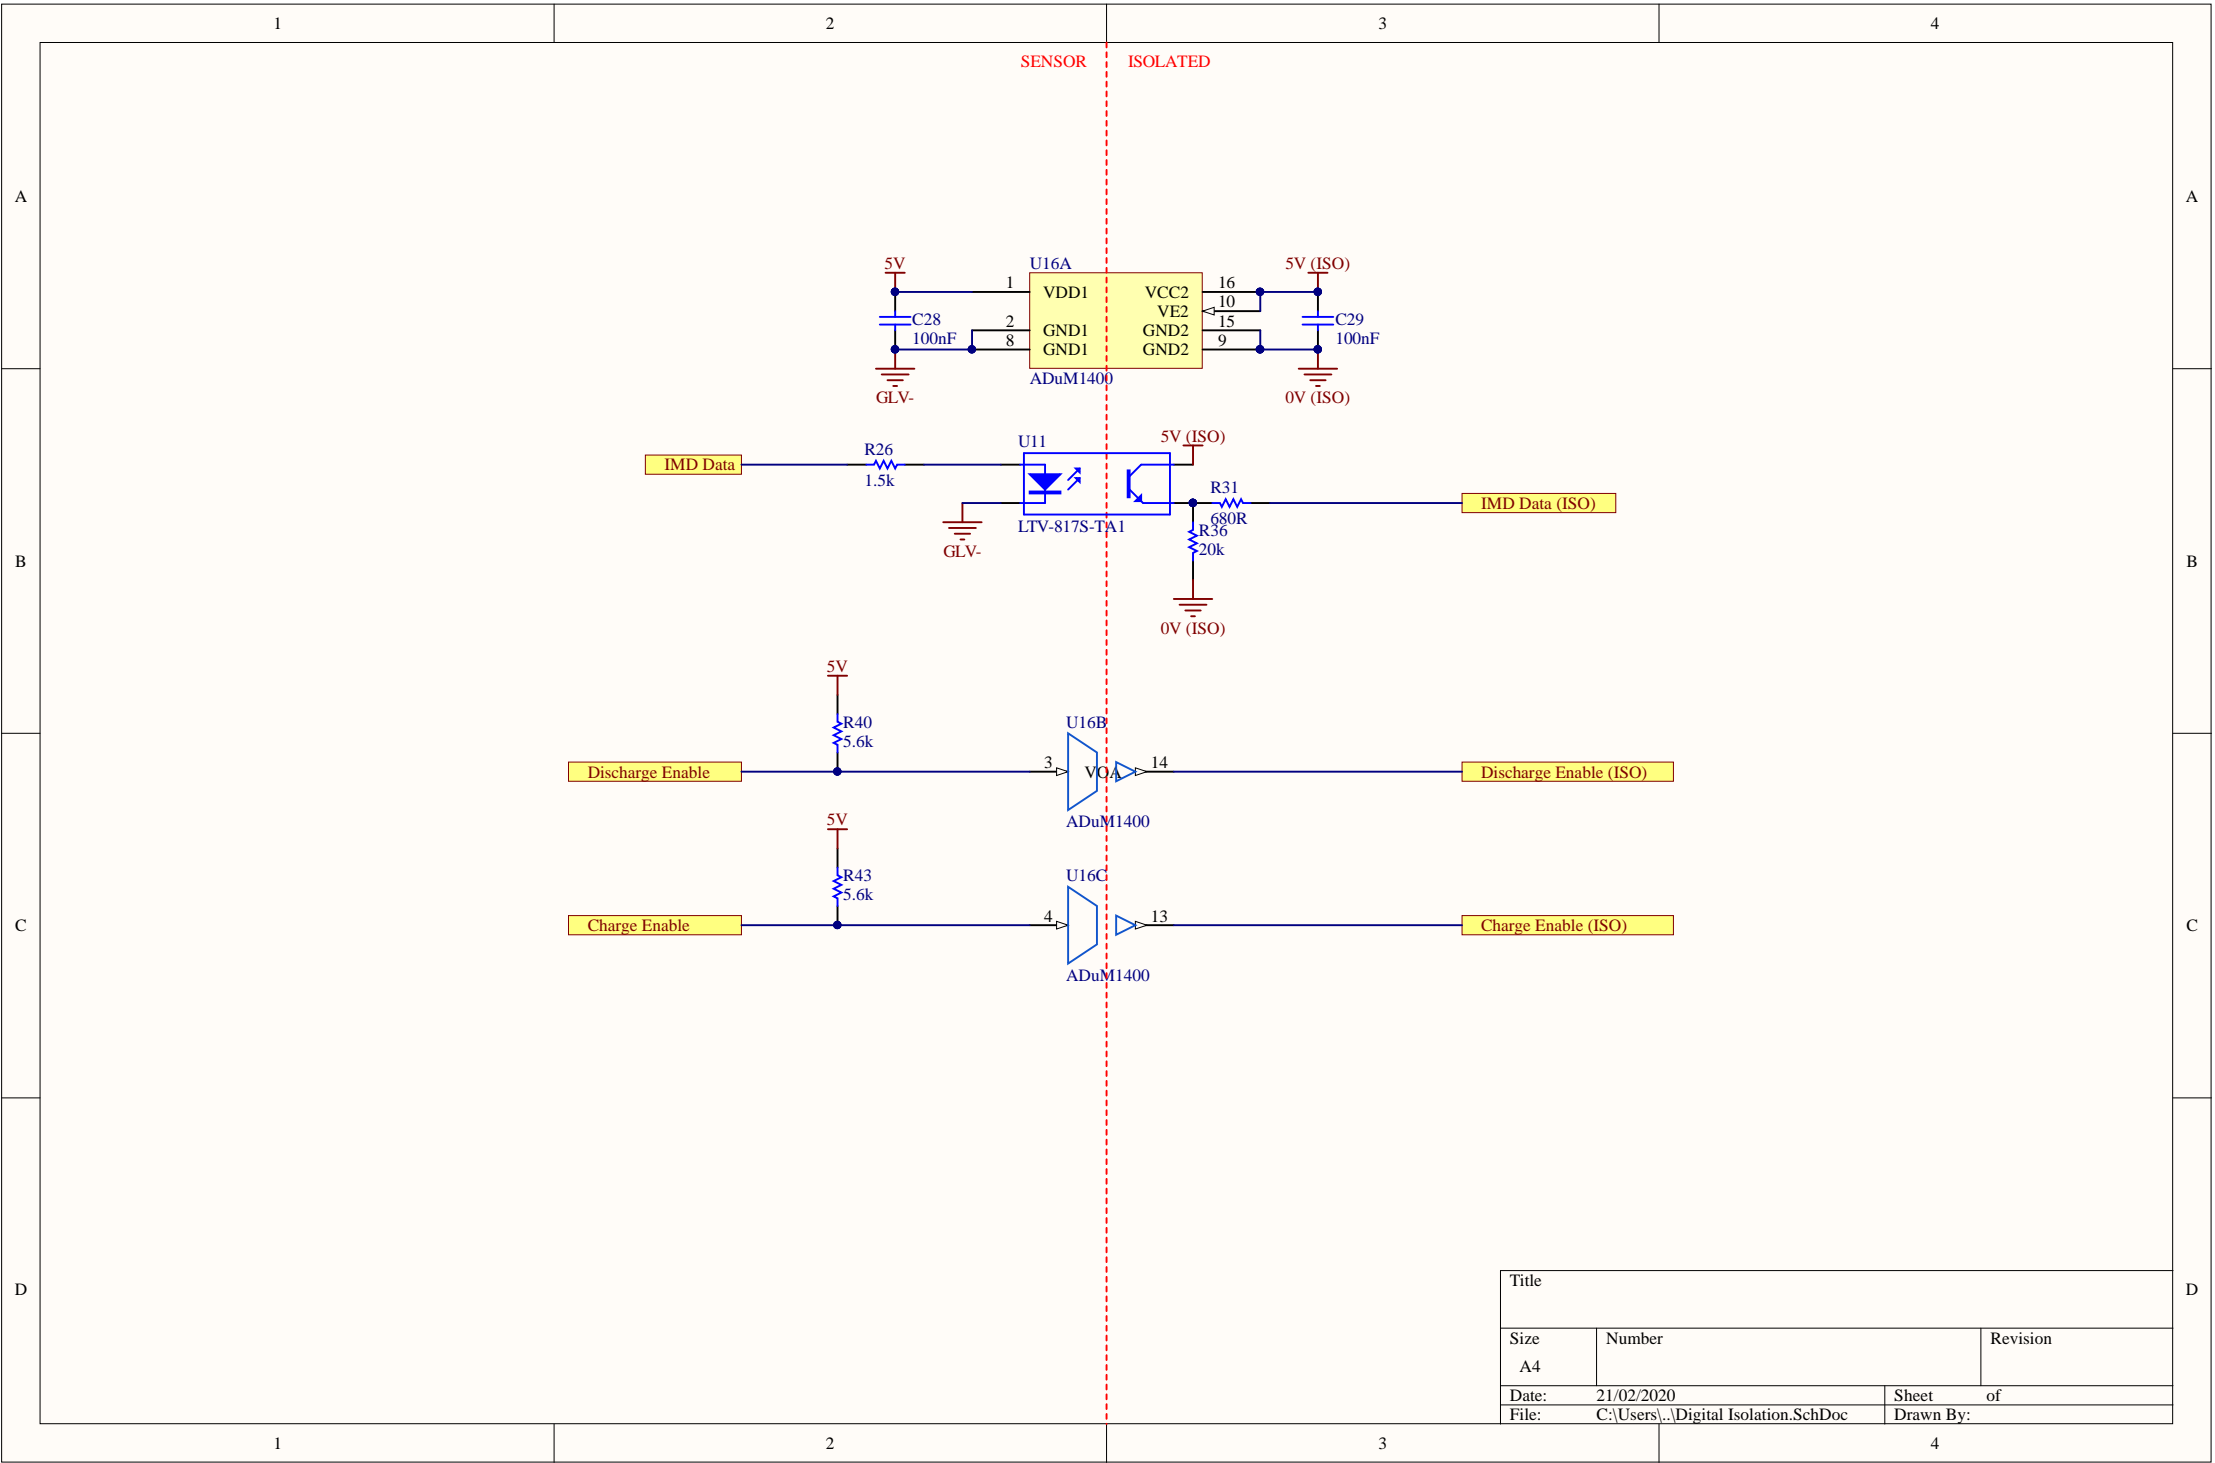 1 2 3 4
SENSOR ISOLATED
A A
5V U16A 5V (ISO)
1 VDD1 VCC2 16
VE2 10
C28 2 GND1 GND2 15 C29
100nF 8 GND1 GND2 9 100nF
ADuM1400
GLV- 0V (ISO)
U11 5V (ISO)
IMD Data R26
1.5k
R31 IMD Data (ISO)
680R
LTV-817S-TA1 R36
20k
GLV-
B B
0V (ISO)
5V
R40 U16B
5.6k
Discharge Enable 3 VOA 14 Discharge Enable (ISO)
ADuM1400
5V
R43 U16C
5.6k
C Charge Enable 4 13 Charge Enable (ISO) C
ADuM1400
Title
D D
Size Number Revision
A4
Date: 21/02/2020 Sheet of
File: C:\Users\..\Digital Isolation.SchDoc Drawn By:
1 2 3 4